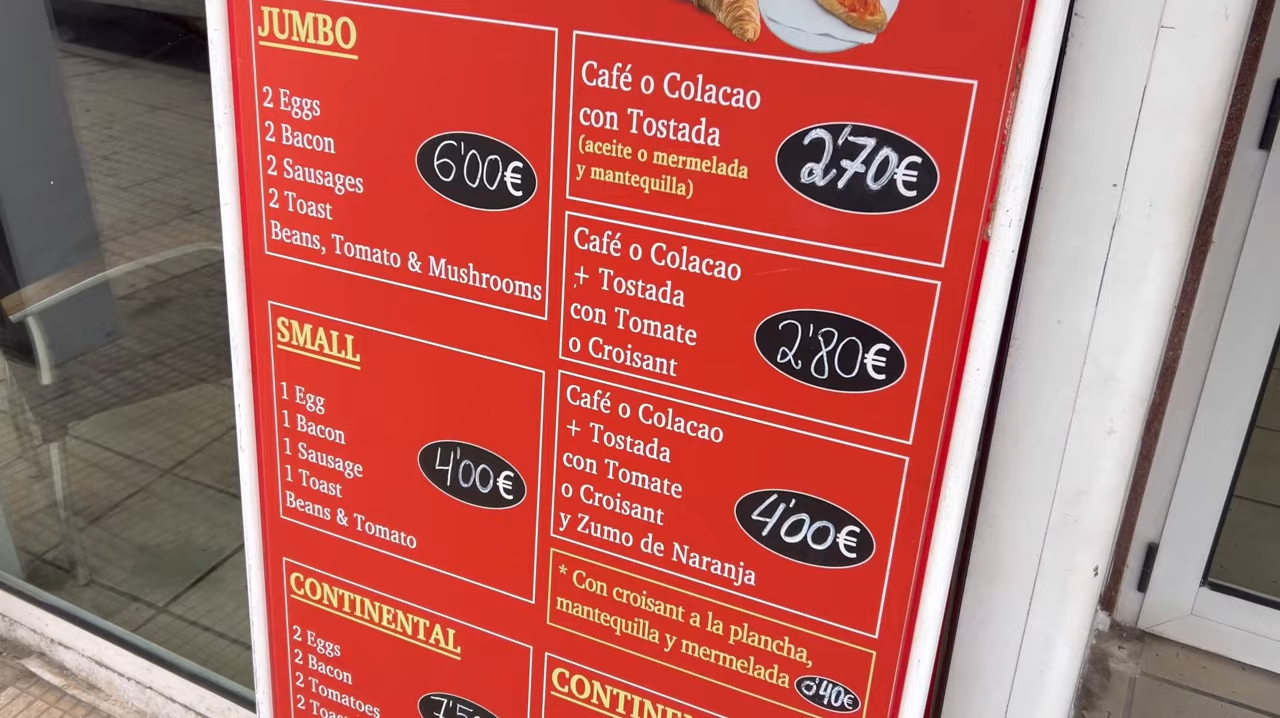 JUMBO
2 Eggs
2 Bacon
2 Sausages
2 Toast
Beans, Tomato & Mushrooms
6'00€
SMALL
1 Egg
1 Bacon
1 Sausage
1 Toast
Beans & Tomato
4'00€
CONTINENTAL
2 Eggs
2 Bacon
2 Tomatoes
2
Café o Colacao
con Tostada
(aceite o mermelada
y mantequilla)
2'70€
Café o Colacao
+ Tostada
con Tomate
o Croisant
2'80€
Café o Colacao
+ Tostada
con Tomate
o Croisant
y Zumo de Naranja
4'00€
* Con croisant a la plancha,
mantequilla y mermelada
0'40€